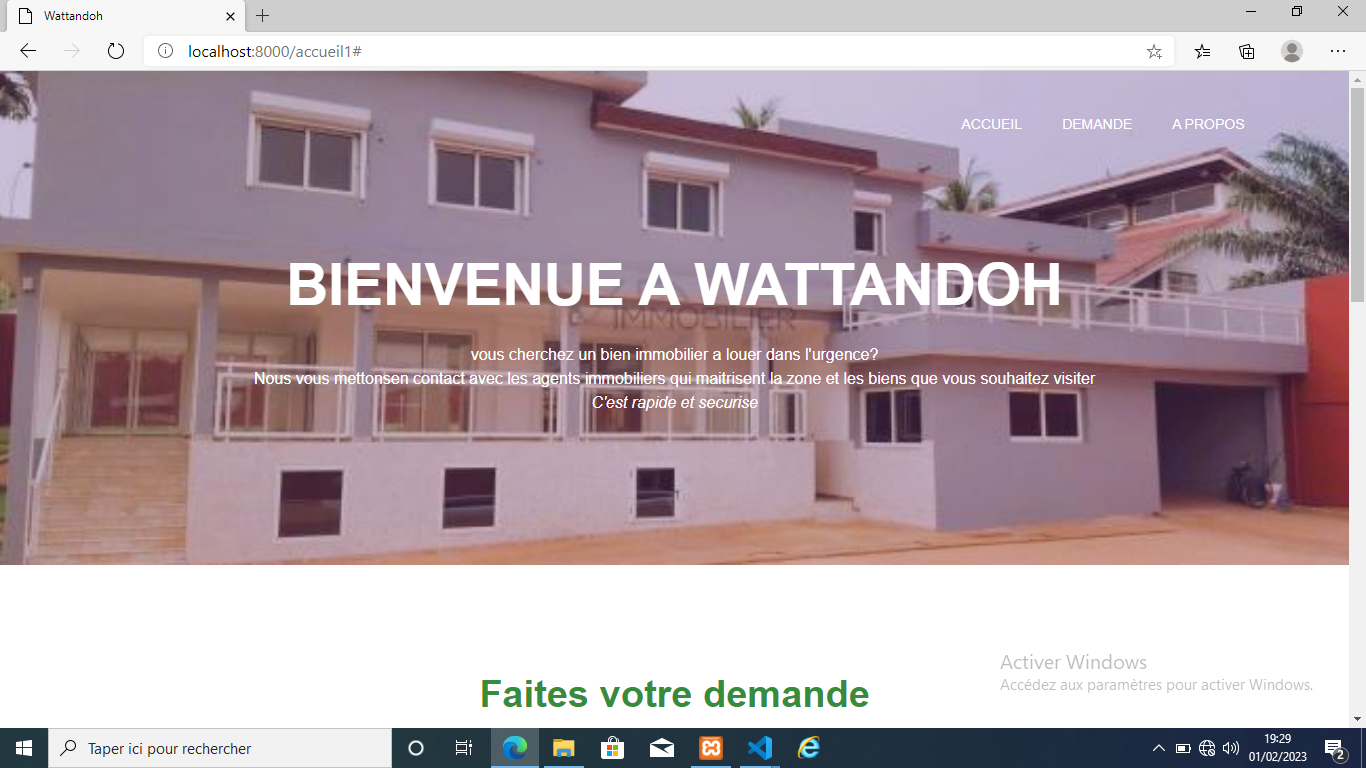 Wattandoh
localhost:8000/accueil1#
ACCUEIL DEMANDE A PROPOS
BIENVENUE A WATTANDOH
IMMOBILIER
vous cherchez un bien immobilier a louer dans l'urgence?
Nous vous mettonsen contact avec les agents immobiliers qui maitrisent la zone et les biens que vous souhaitez visiter
C'est rapide et securise
Faites votre demande
Activer Windows
Accédez aux paramètres pour activer Windows.
Taper ici pour rechercher
19:29
01/02/2023
2